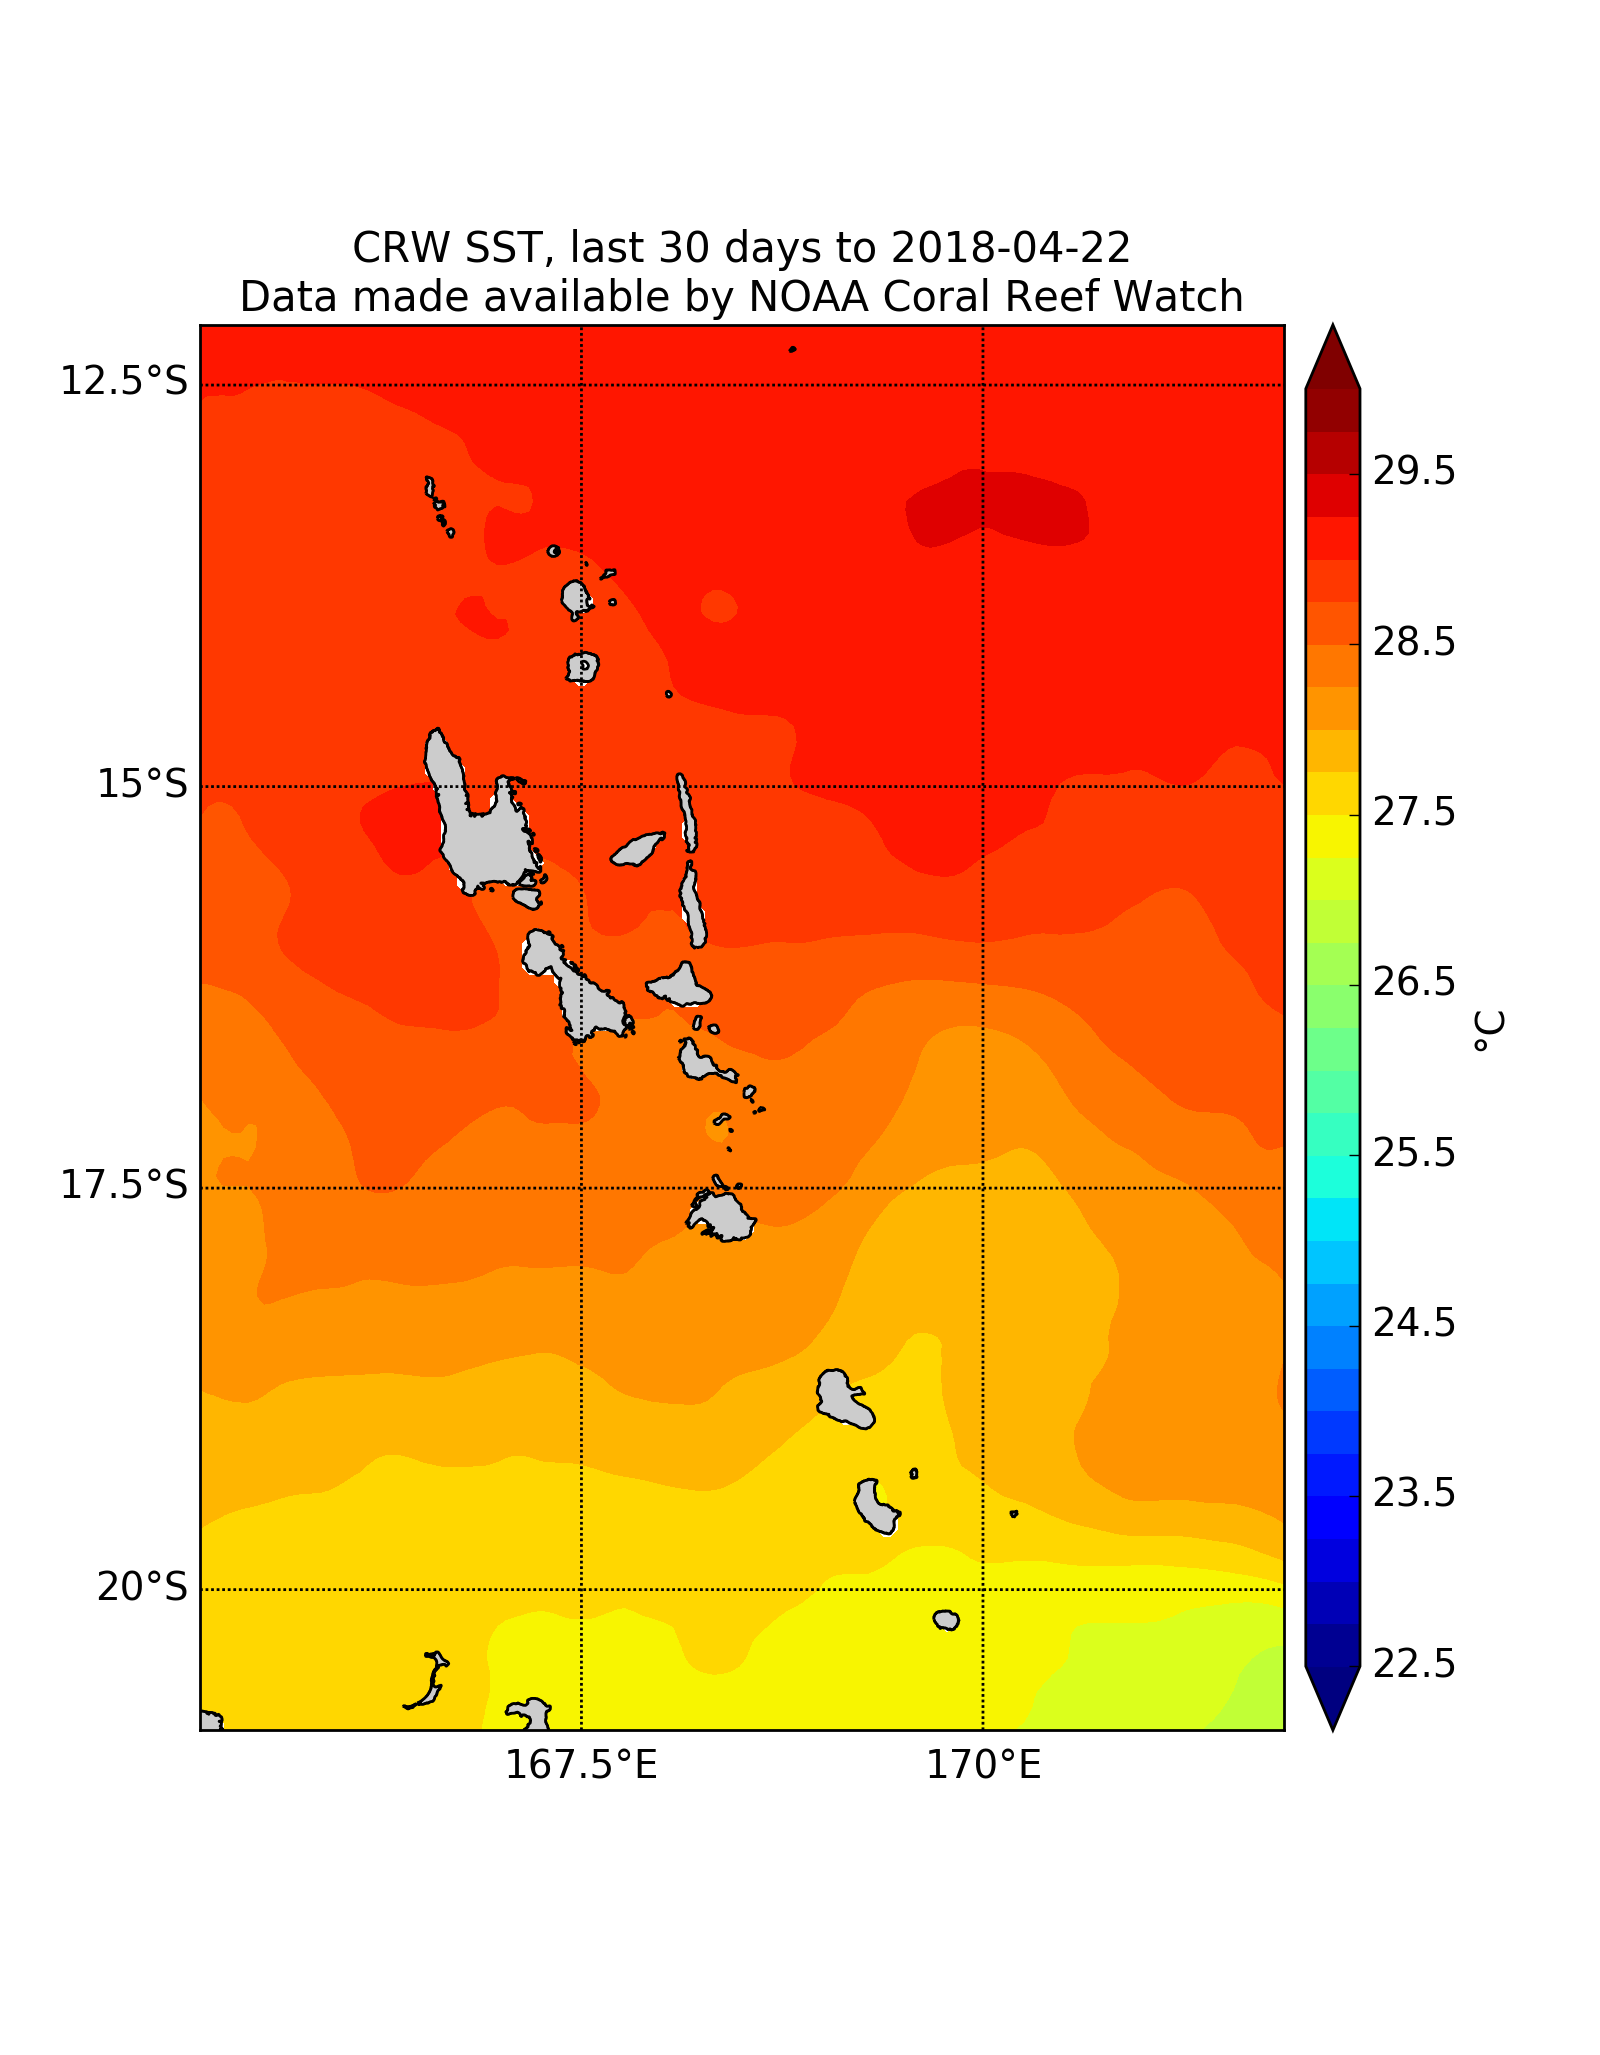 CRW SST, last 30 days to 2018-04-22
Data made available by NOAA Coral Reef Watch
12.5°S
15°S
17.5°S
20°S
167.5°E
170°E
29.5
28.5
27.5
26.5
25.5
24.5
23.5
22.5
°C